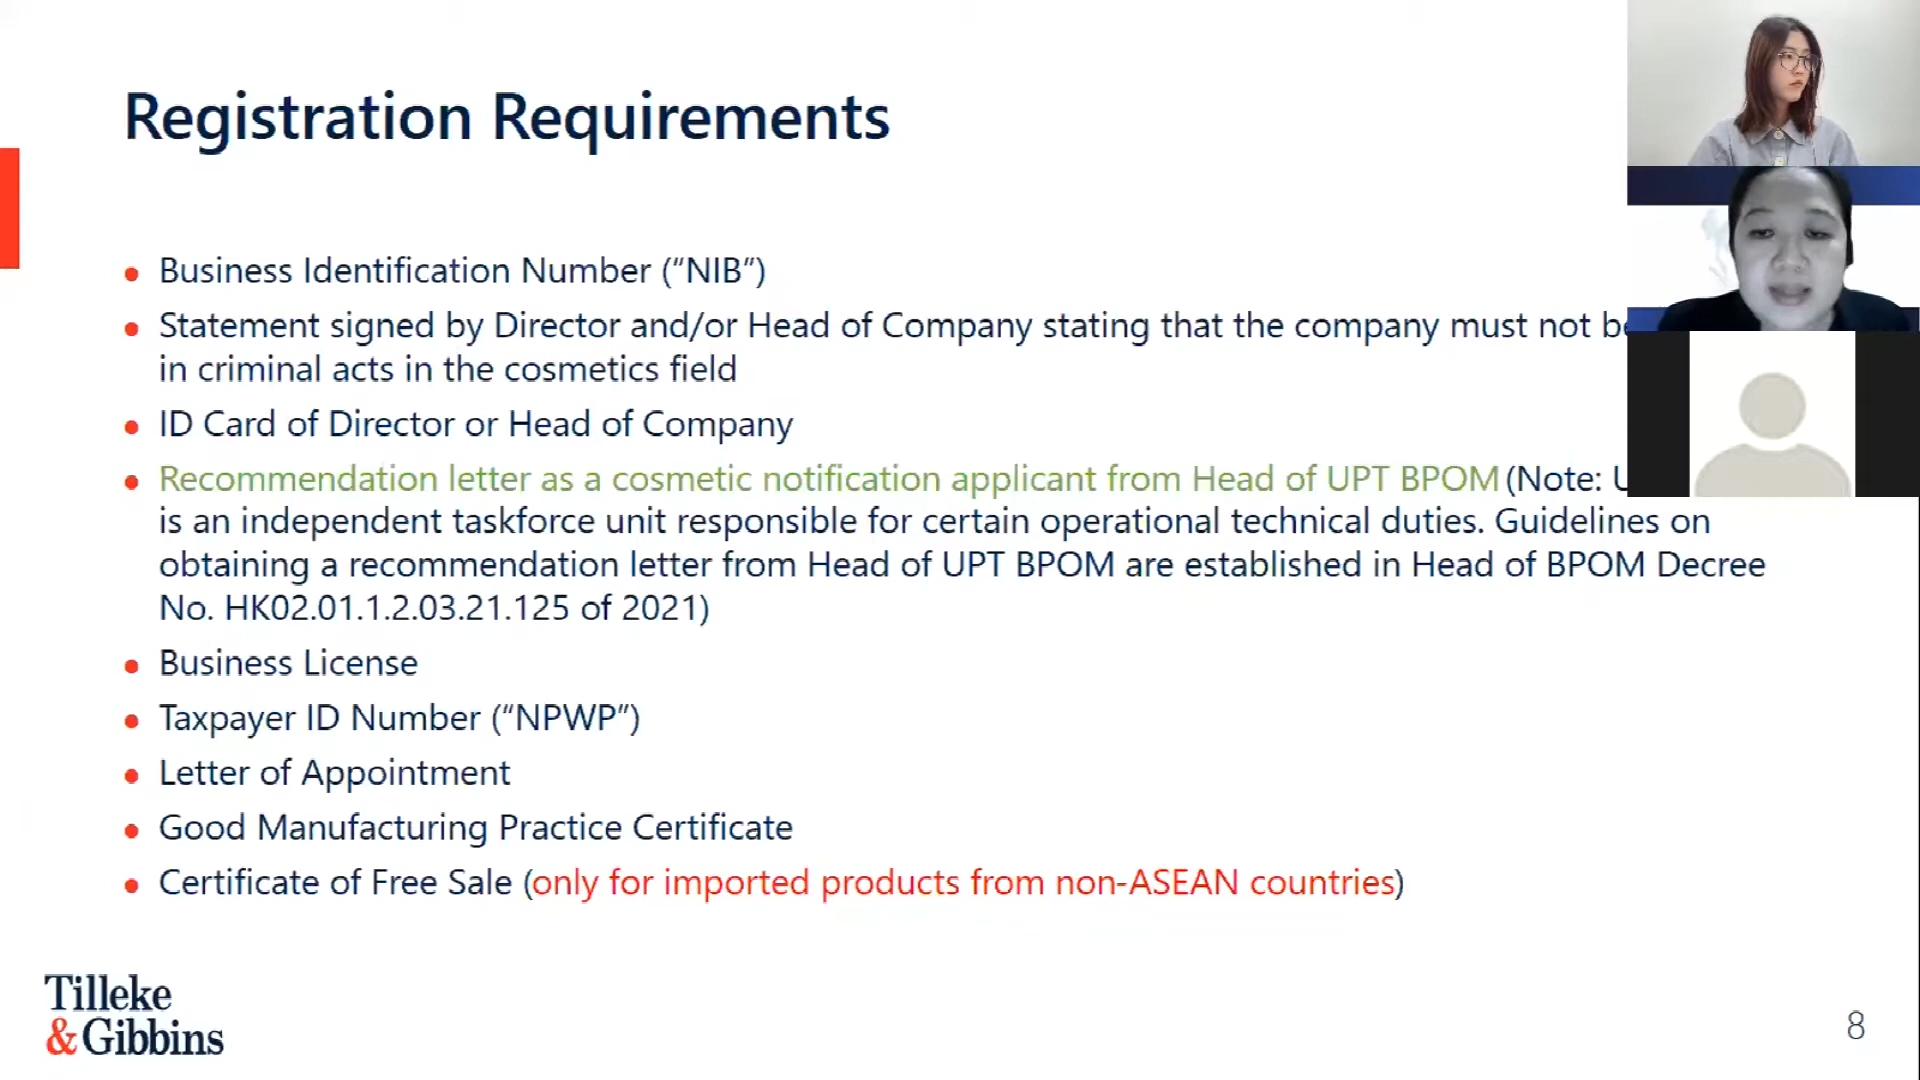 Registration Requirements
• Business Identification Number (“NIB”)
• Statement signed by Director and/or Head of Company stating that the company must not
in criminal acts in the cosmetics field
• ID Card of Director or Head of Company
• Recommendation letter as a cosmetic notification applicant from Head of UPT BPOM (Note:
is an independent taskforce unit responsible for certain operational technical duties. Guidelines on
obtaining a recommendation letter from Head of UPT BPOM are established in Head of BPOM Decree
No. HK02.01.1.2.03.21.125 of 2021)
• Business License
• Taxpayer ID Number (“NPWP”)
• Letter of Appointment
• Good Manufacturing Practice Certificate
• Certificate of Free Sale (only for imported products from non-ASEAN countries)
Tilleke
&Gibbins
8